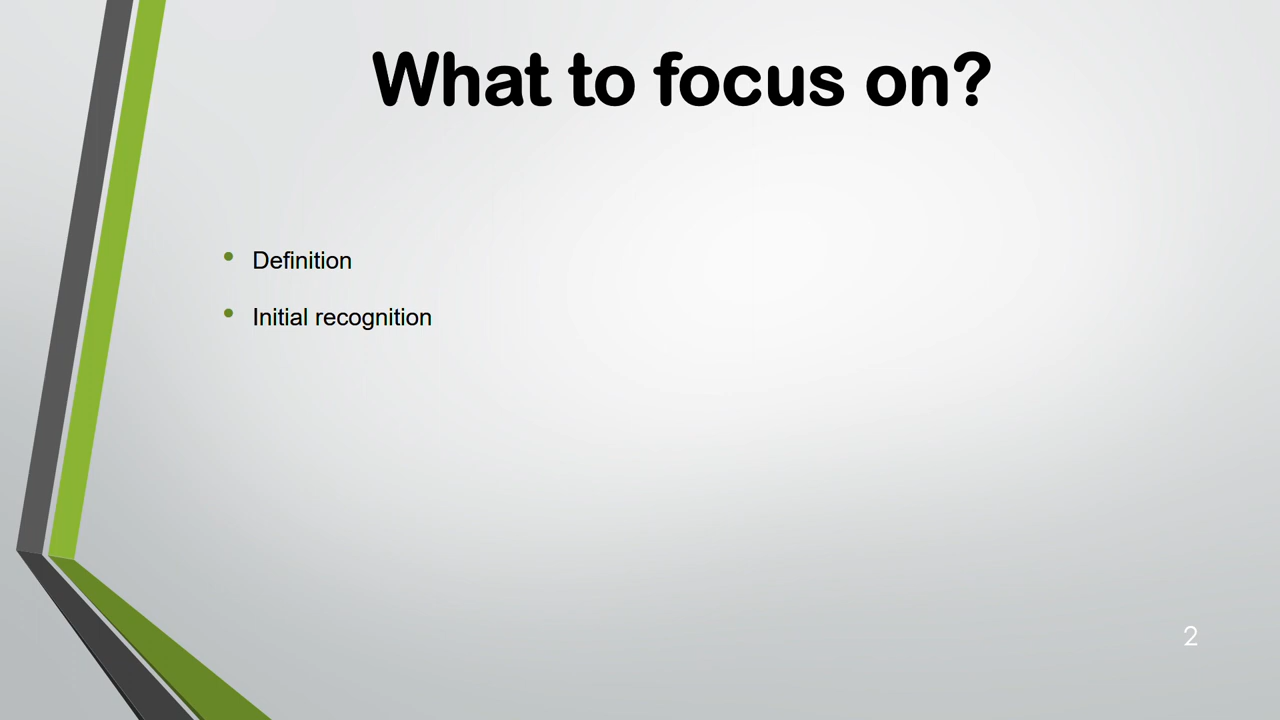 What to focus on?
• Definition
• Initial recognition
2